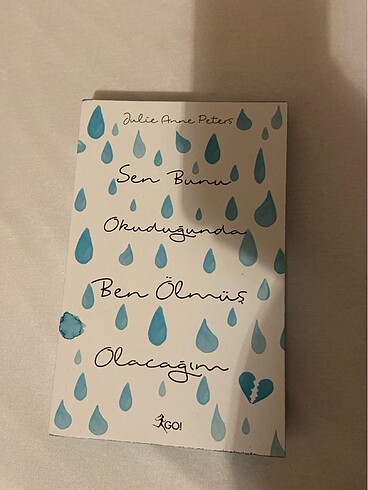 Julie Anne Peters
Sen Bunu
Okuduğunda
Ben Ölmüş
Olacağım
GO!